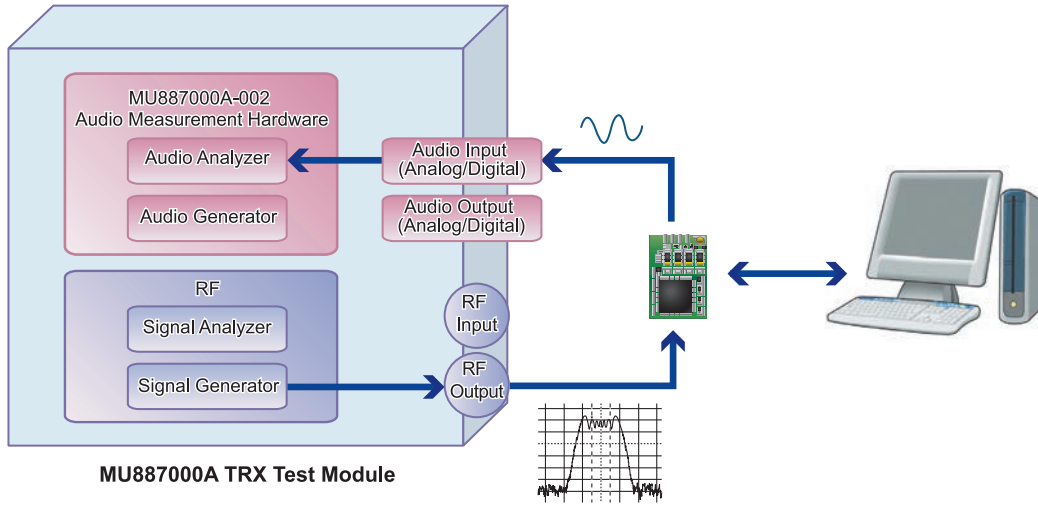 MU887000A-002
Audio Measurement Hardware
Audio Analyzer
Audio Generator
Audio Input
(Analog/Digital)
Audio Output
(Analog/Digital)
RF
Signal Analyzer
Signal Generator
RF
Input
RF
Output
MU887000A TRX Test Module